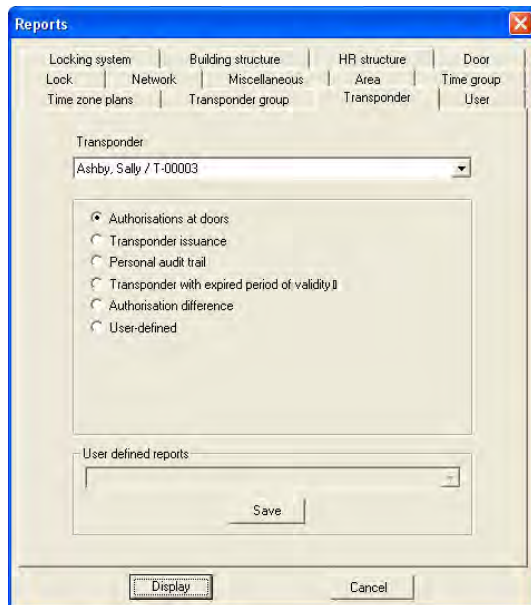 Reports
Locking system Building structure HR structure Door
Lock Network Miscellaneous Area Time group
Time zone plans Transponder group Transponder User
Transponder
Ashby, Sally / T-00003
Authorisations at doors
Transponder issuance
Personal audit trail
Transponder with expired period of validity
Authorisation difference
User-defined
User defined reports
Save
Display Cancel